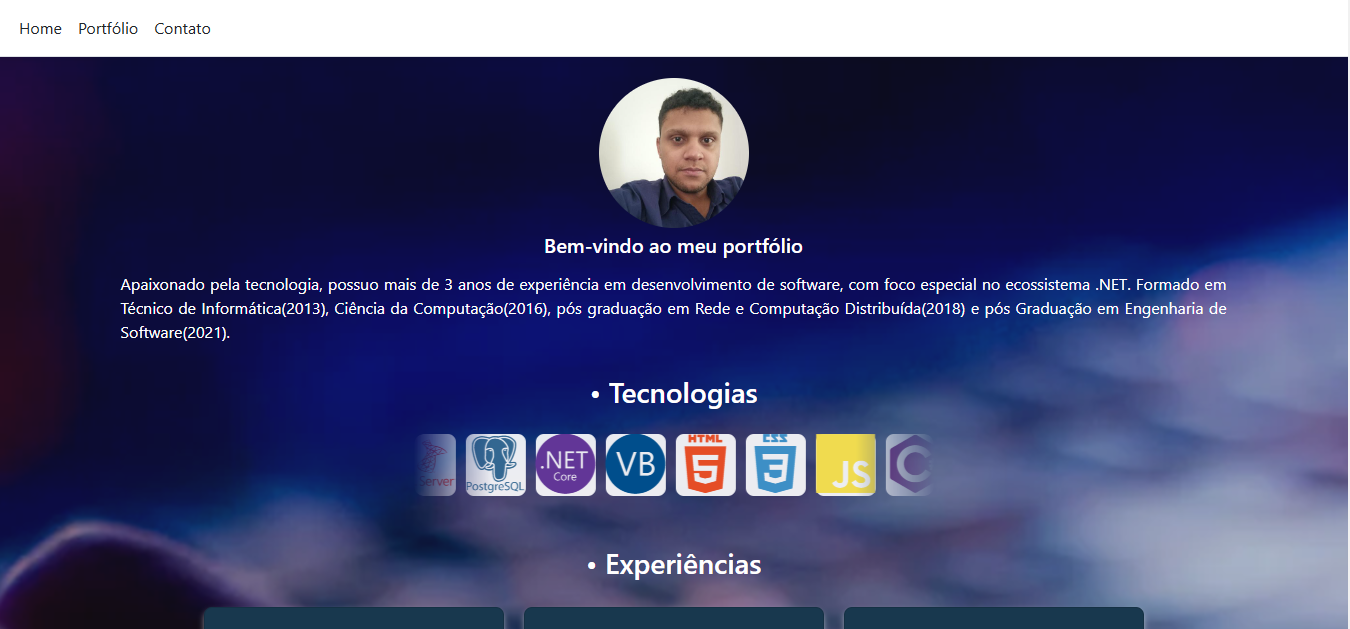 Home Portfólio Contato
Bem-vindo ao meu portfólio
Apaixonado pela tecnologia, possuo mais de 3 anos de experiência em desenvolvimento de software, com foco especial no ecossistema .NET. Formado em
Técnico de Informática(2013), Ciência da Computação(2016), pós graduação em Rede e Computação Distribuída(2018) e pós Graduação em Engenharia de
Software(2021).
• Tecnologias
Server PostgreSQL .NET Core VB HTML 5 CSS 3 JS C
• Experiências